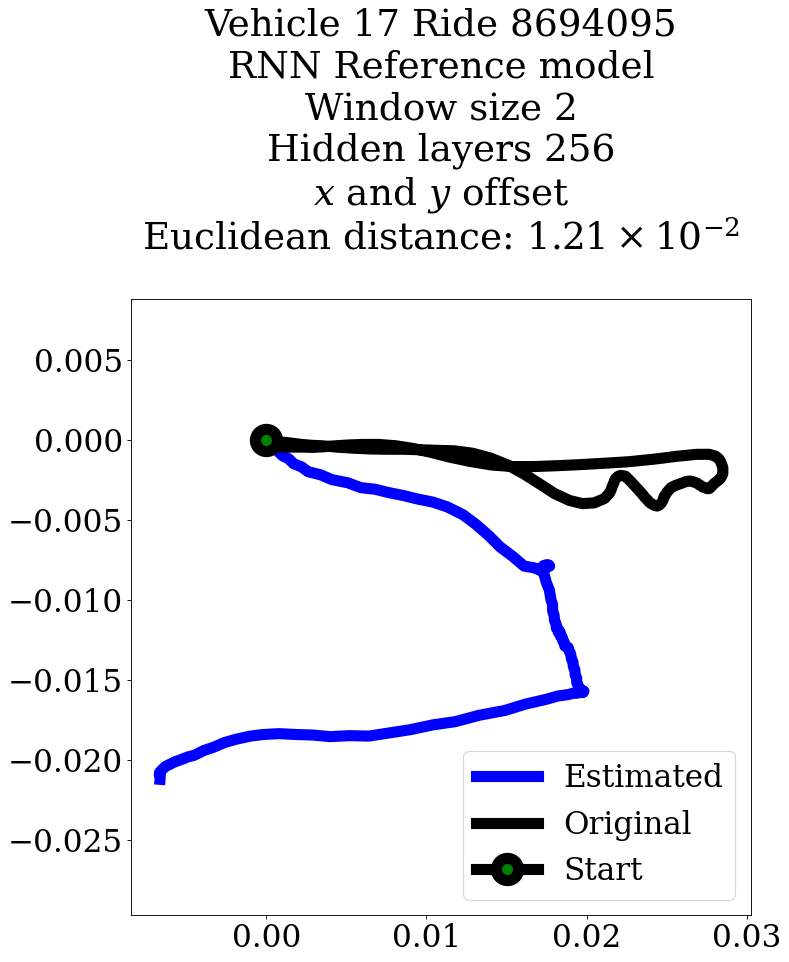 Vehicle 17 Ride 8694095
RNN Reference model
Window size 2
Hidden layers 256
x and y offset
Euclidean distance: 1.21 × 10⁻²
0.005
0.000
−0.005
−0.010
−0.015
−0.020
−0.025
Estimated
Original
Start
0.00 0.01 0.02 0.03